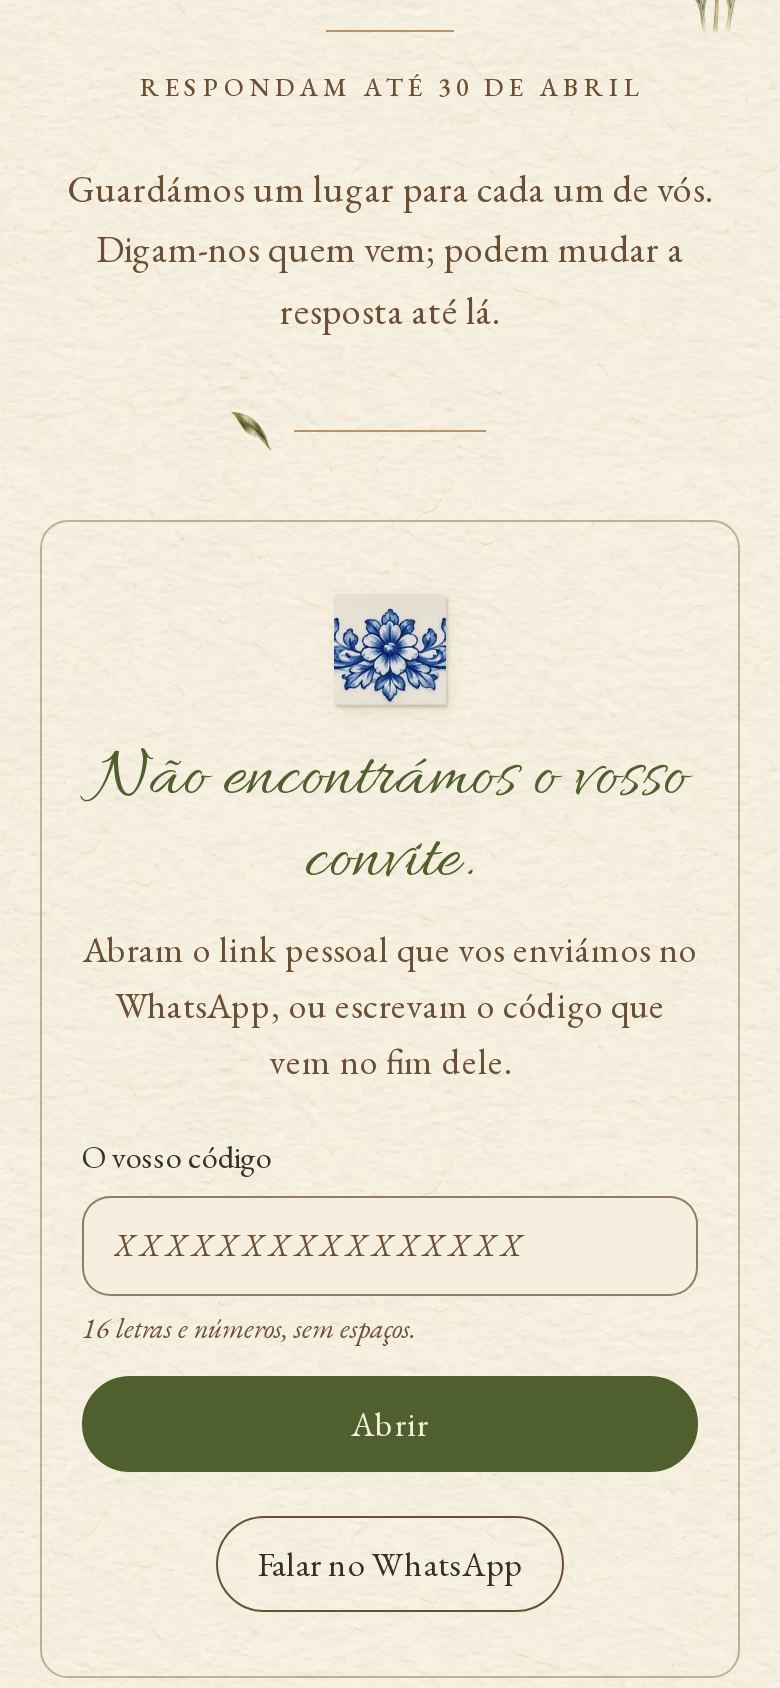 RESPONDAM ATÉ 30 DE ABRIL
Guardámos um lugar para cada um de vós.
Digam-nos quem vem; podem mudar a
resposta até lá.
Não encontrámos o vosso
convite.
Abram o link pessoal que vos enviámos no
WhatsApp, ou escrevam o código que
vem no fim dele.
O vosso código
XXXXXXXXXXXXXXXX
16 letras e números, sem espaços.
Abrir
Falar no WhatsApp